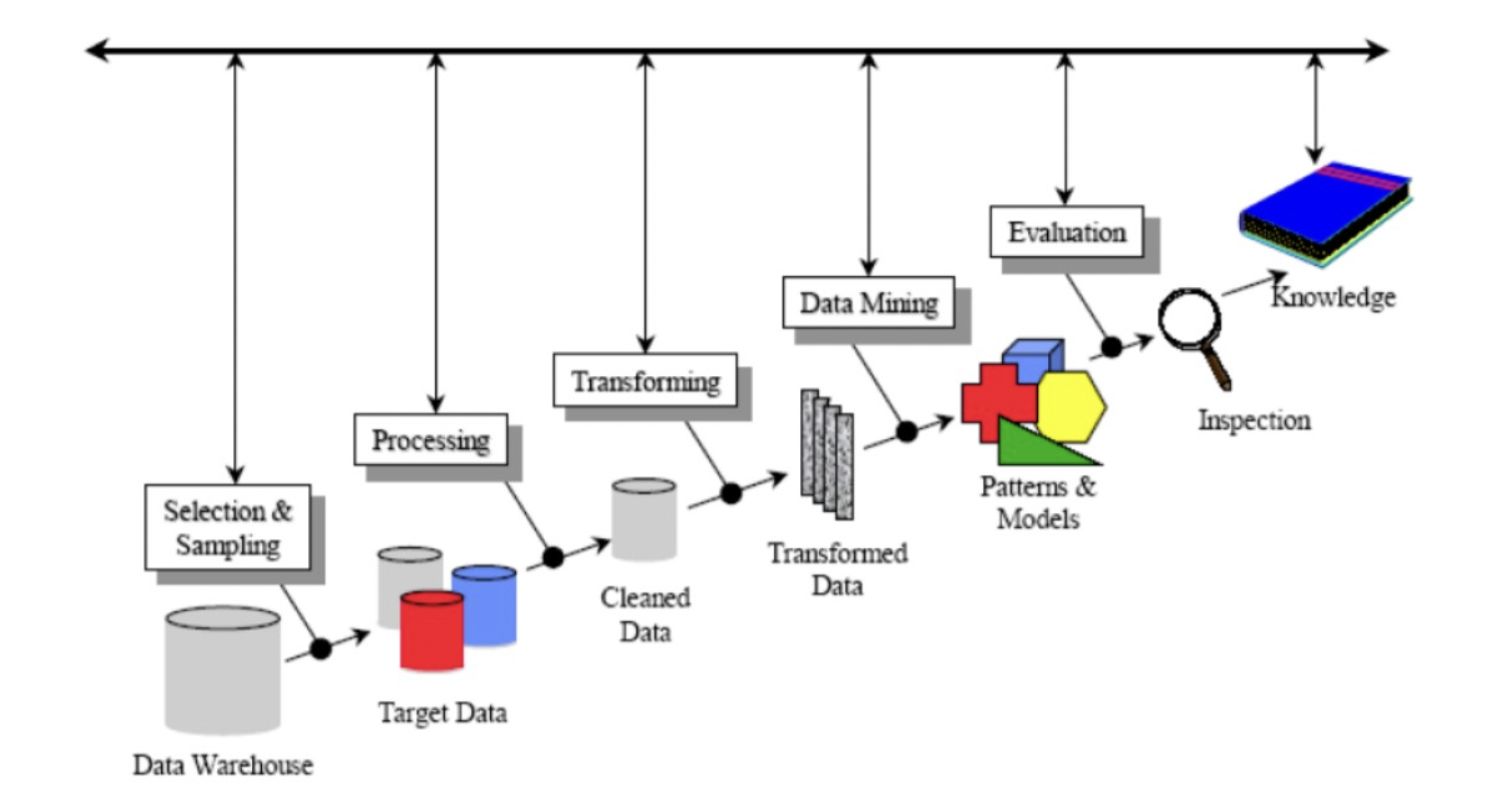 Evaluation
Knowledge
Data Mining
Transforming
Inspection
Processing
Patterns &
Models
Selection &
Sampling
Transformed
Data
Cleaned
Data
Target Data
Data Warehouse